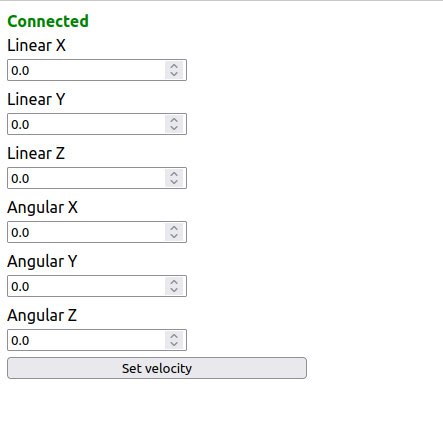 Connected
Linear X
0.0
Linear Y
0.0
Linear Z
0.0
Angular X
0.0
Angular Y
0.0
Angular Z
0.0
Set velocity